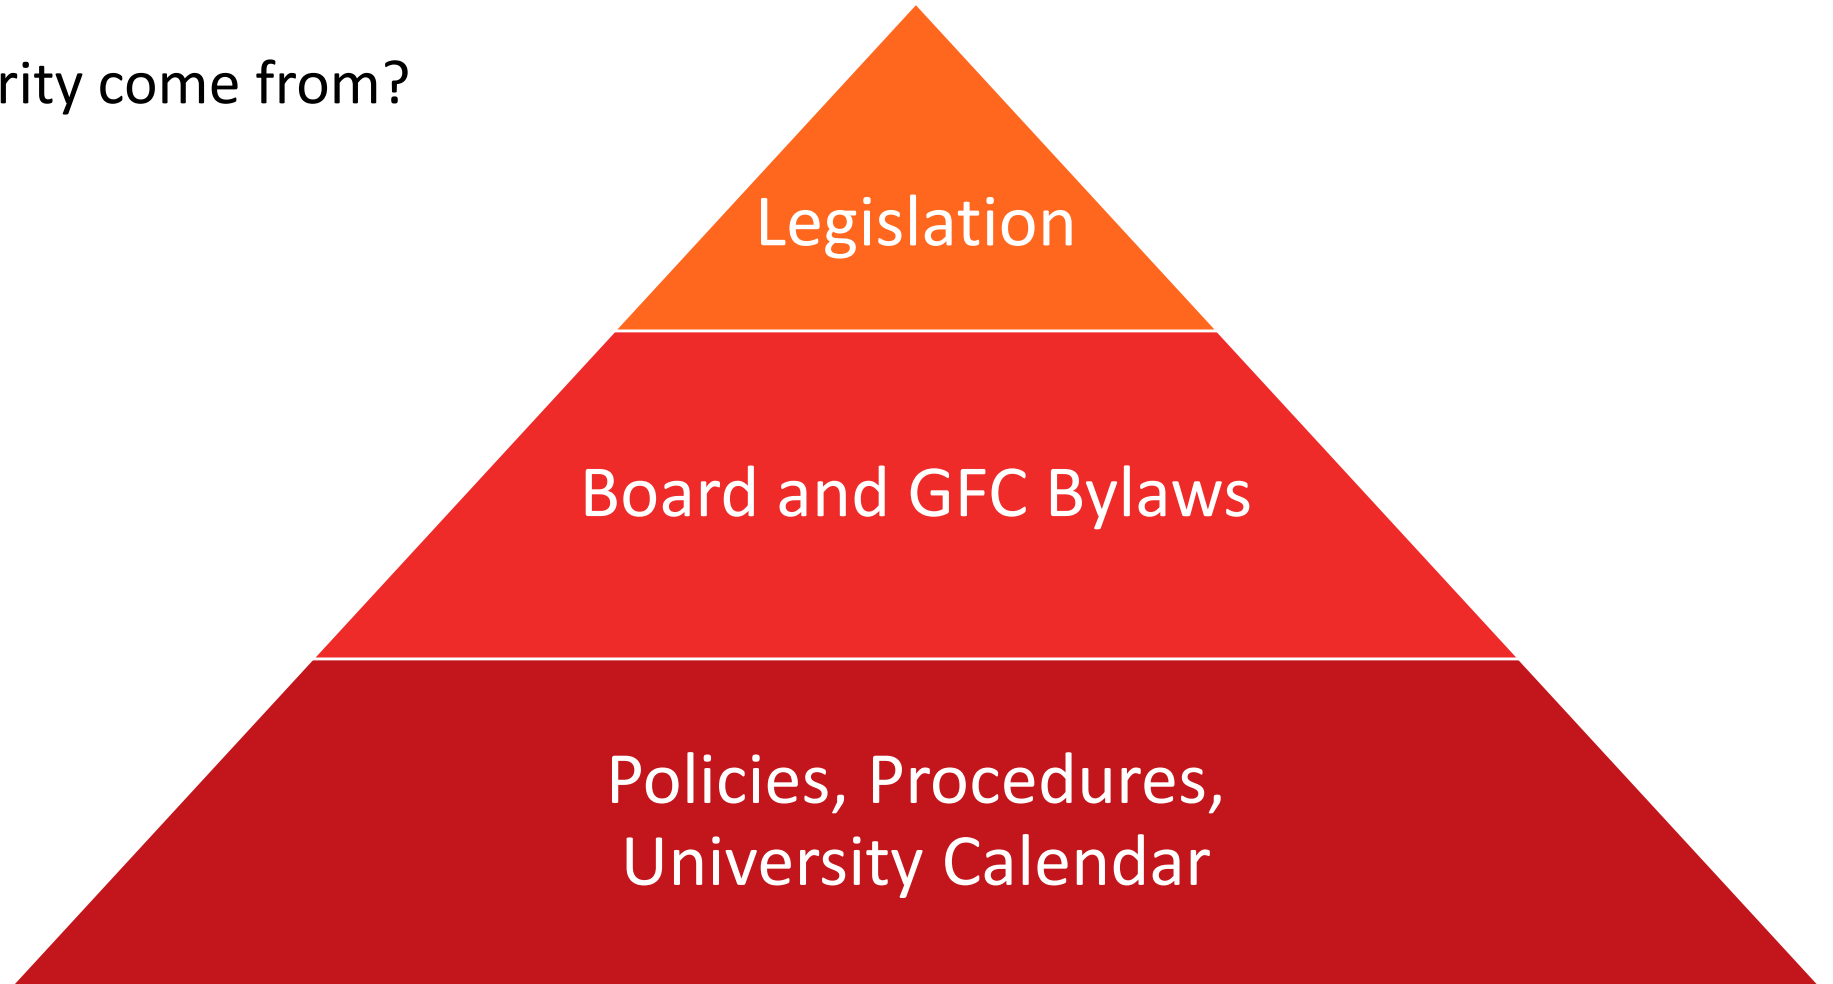 rity come from?
Legislation
Board and GFC Bylaws
Policies, Procedures,
University Calendar